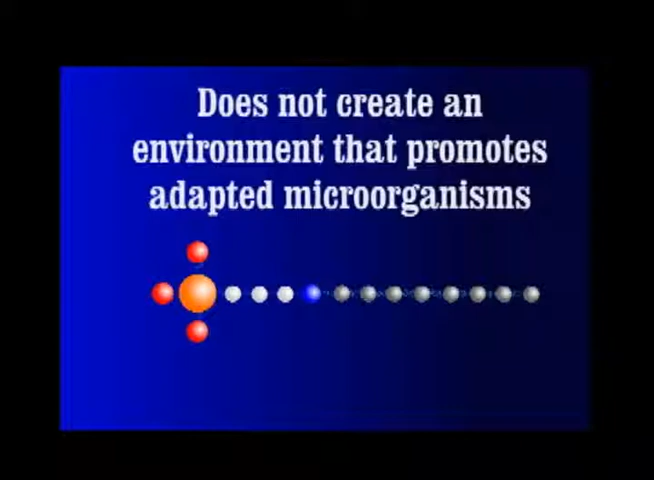 Does not create an
environment that promotes
adapted microorganisms